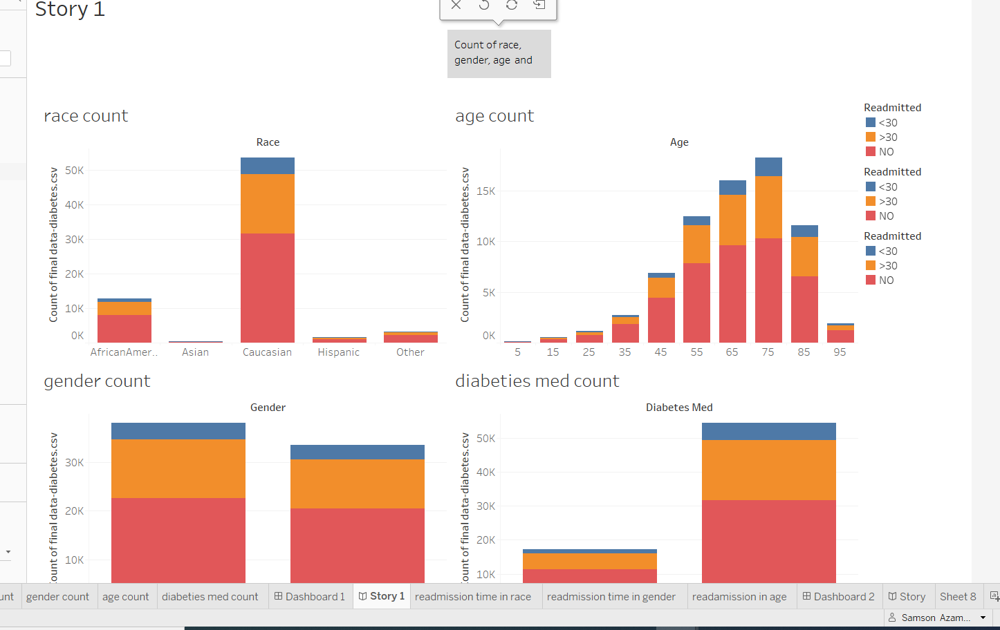 Story 1
Count of race,
gender, age and
race count
Race
Count of final data-diabetes.csv
50K
40K
30K
20K
10K
0K
AfricanAmer..
Asian
Caucasian
Hispanic
Other
age count
Age
Count of final data-diabetes.csv
15K
10K
5K
0K
5
15
25
35
45
55
65
75
85
95
Readmitted
<30
>30
NO
Readmitted
<30
>30
NO
Readmitted
<30
>30
NO
gender count
Gender
ount of final data-diabetes.csv
30K
20K
10K
diabeties med count
Diabetes Med
ount of final data-diabetes.csv
50K
40K
30K
20K
10K
unt
gender count
age count
diabeties med count
Dashboard 1
Story 1
readmission time in race
readmission time in gender
readamission in age
Dashboard 2
Story
Sheet 8
Samson Azam...